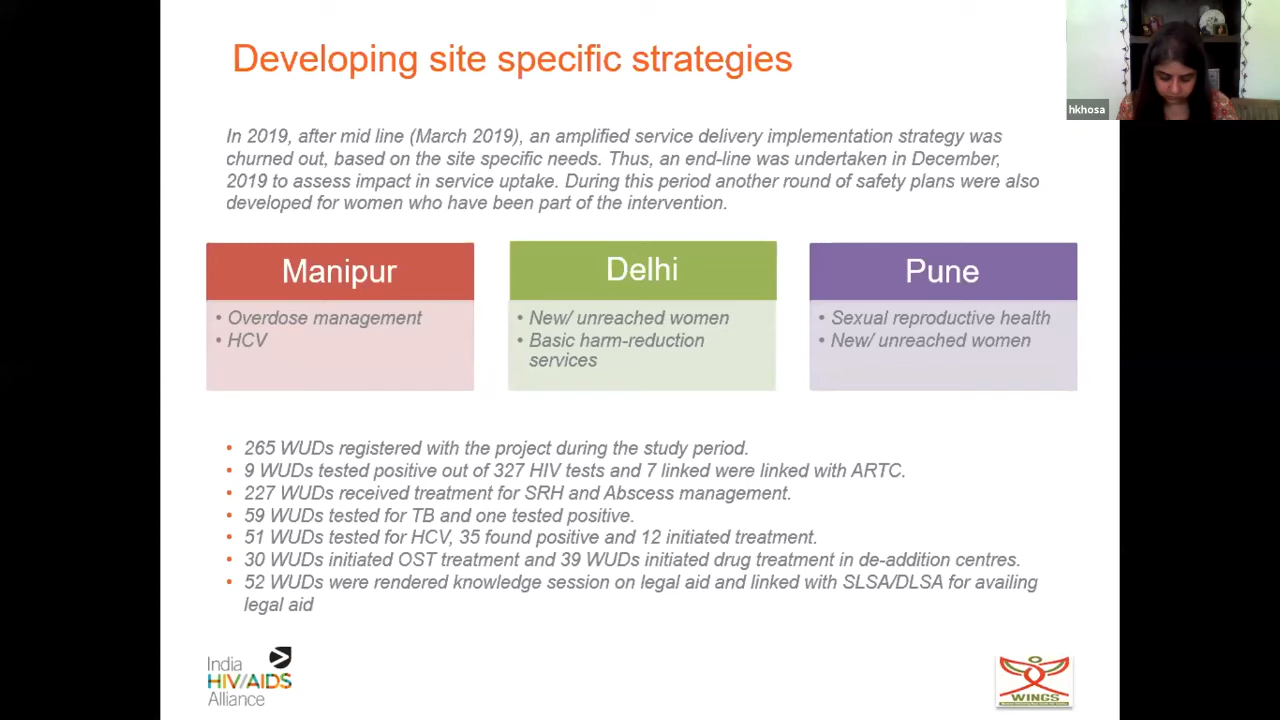 Developing site specific strategies
hkhosa
In 2019, after mid line (March 2019), an amplified service delivery implementation strategy was
churned out, based on the site specific needs. Thus, an end-line was undertaken in December,
2019 to assess impact in service uptake. During this period another round of safety plans were also
developed for women who have been part of the intervention.
Manipur
• Overdose management
• HCV
Delhi
• New/ unreached women
• Basic harm-reduction
services
Pune
• Sexual reproductive health
• New/ unreached women
• 265 WUDs registered with the project during the study period.
• 9 WUDs tested positive out of 327 HIV tests and 7 linked were linked with ARTC.
• 227 WUDs received treatment for SRH and Abscess management.
• 59 WUDs tested for TB and one tested positive.
• 51 WUDs tested for HCV, 35 found positive and 12 initiated treatment.
• 30 WUDs initiated OST treatment and 39 WUDs initiated drug treatment in de-addition centres.
• 52 WUDs were rendered knowledge session on legal aid and linked with SLSA/DLSA for availing
legal aid
India
HIV/AIDS
Alliance
WINGS